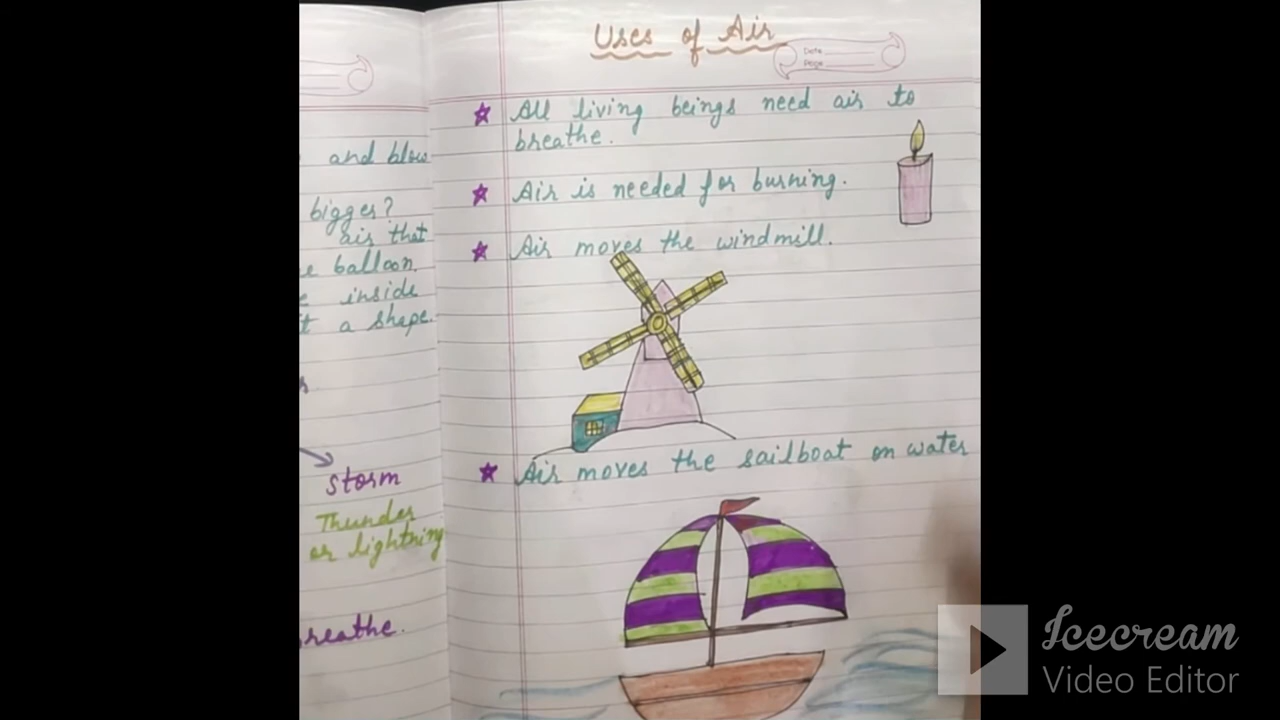 and blow
bigger?
air that
balloon.
inside
a shape.
storm
Thunder
or lightning
breathe.
Uses of Air
Date
Page
All living beings need air to
breathe.
Air is needed for burning.
Air moves the windmill.
Air moves the sailboat on water
Icecream
Video Editor